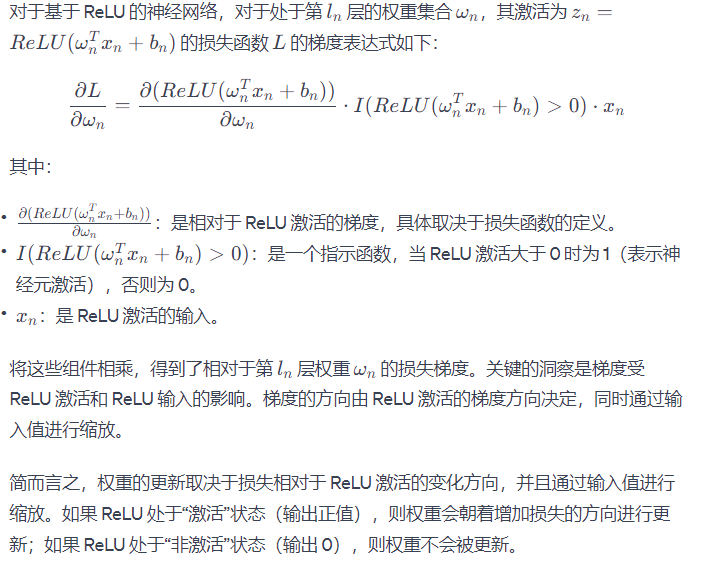 对于基于 ReLU 的神经网络，对于处于第 $l_n$ 层的权重集合 $\omega_n$，其激活为 $z_n =$
$ReLU(\omega_n^T x_n + b_n)$ 的损失函数 $L$ 的梯度表达式如下：
$\frac{\partial L}{\partial \omega_n} = \frac{\partial (ReLU(\omega_n^T x_n + b_n))}{\partial \omega_n} \cdot I(ReLU(\omega_n^T x_n + b_n) > 0) \cdot x_n$
其中：
• $\frac{\partial (ReLU(\omega_n^T x_n + b_n))}{\partial \omega_n}$：是相对于 ReLU 激活的梯度，具体取决于损失函数的定义。
• $I(ReLU(\omega_n^T x_n + b_n) > 0)$：是一个指示函数，当 ReLU 激活大于 0 时为 1（表示神
经元激活），否则为 0。
• $x_n$：是 ReLU 激活的输入。
将这些组件相乘，得到了相对于第 $l_n$ 层权重 $\omega_n$ 的损失梯度。关键的洞察是梯度受
ReLU 激活和 ReLU 输入的影响。梯度的方向由 ReLU 激活的梯度方向决定，同时通过输
入值进行缩放。
简而言之，权重的更新取决于损失相对于 ReLU 激活的变化方向，并且通过输入值进行
缩放。如果 ReLU 处于“激活”状态（输出正值），则权重会朝着增加损失的方向进行更
新；如果 ReLU 处于“非激活”状态（输出 0），则权重不会被更新。